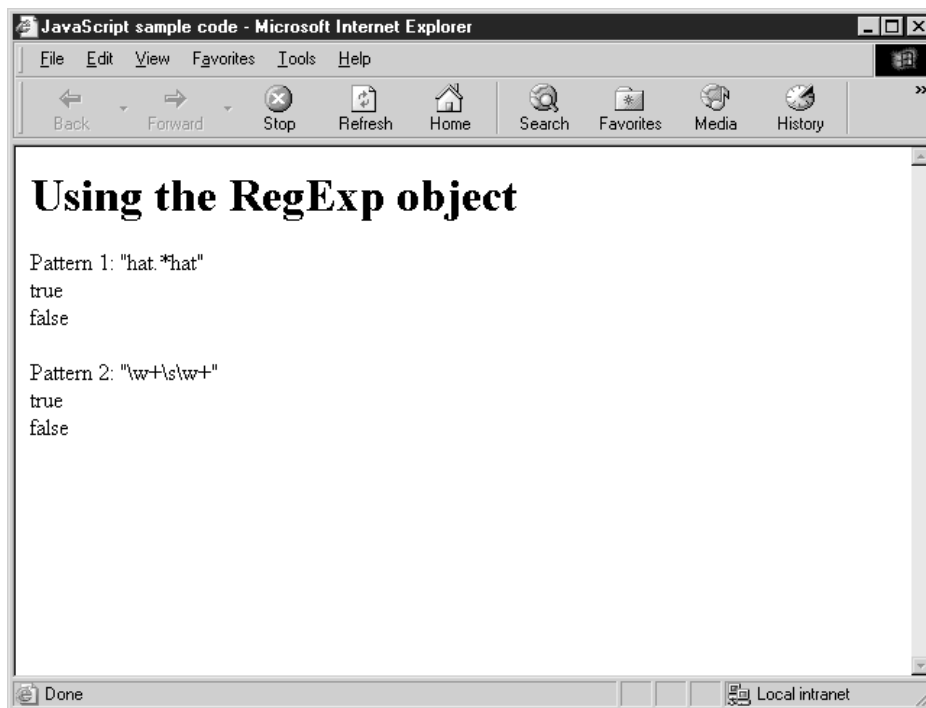 JavaScript sample code - Microsoft Internet Explorer
File Edit View Favorites Tools Help
Back Forward Stop Refresh Home Search Favorites Media History »
Using the RegExp object
Pattern 1: "hat.*hat"
true
false
Pattern 2: "\w+\s\w+"
true
false
Done Local intranet